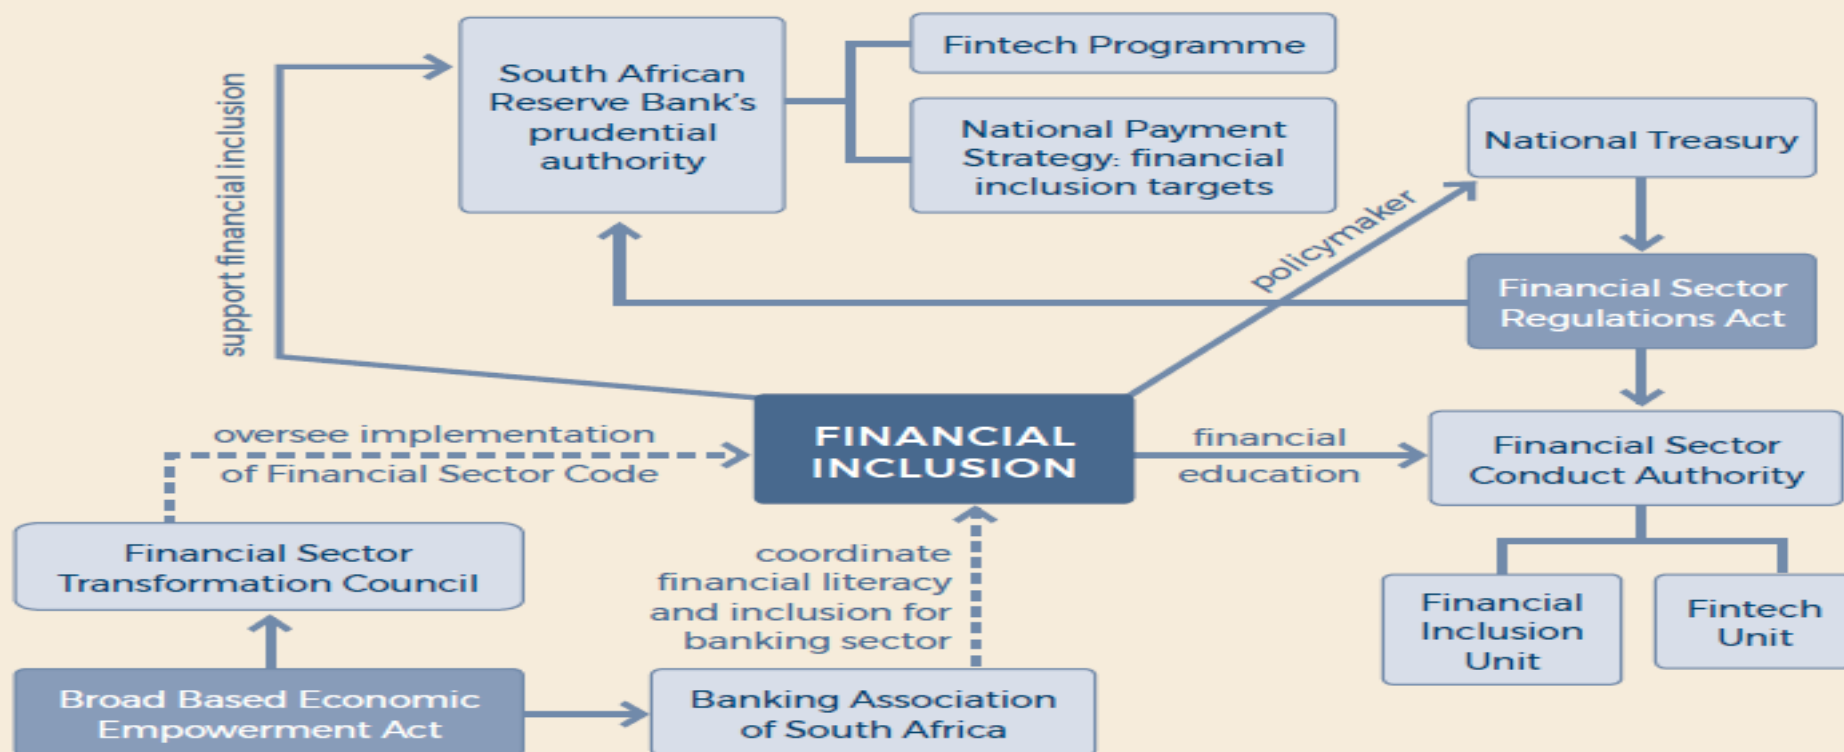 South African
Reserve Bank's
prudential
authority
Fintech Programme
National Payment
Strategy: financial
inclusion targets
National Treasury
support financial inclusion
policymaker
Financial Sector
Regulations Act
FINANCIAL
INCLUSION
oversee implementation
of Financial Sector Code
financial
education
Financial Sector
Conduct Authority
Financial Sector
Transformation Council
coordinate
financial literacy
and inclusion for
banking sector
Financial
Inclusion
Unit
Fintech
Unit
Broad Based Economic
Empowerment Act
Banking Association
of South Africa